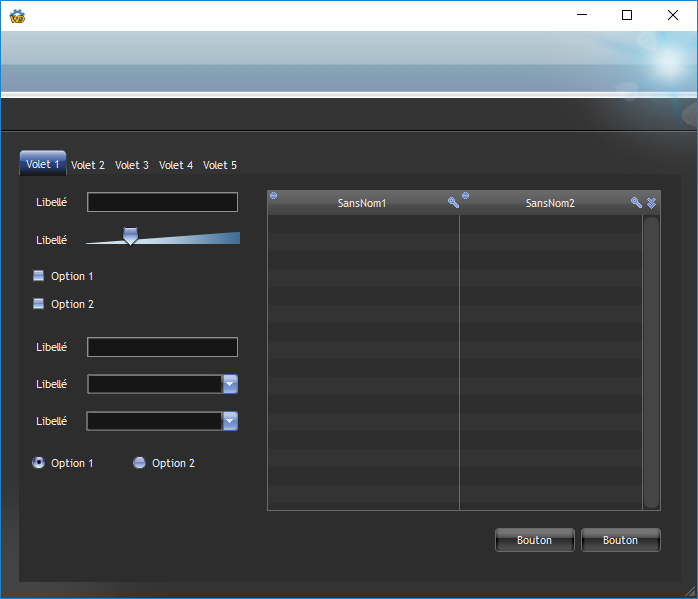 Volet 1 Volet 2 Volet 3 Volet 4 Volet 5
Libellé
SansNom1 SansNom2
Libellé
Option 1
Option 2
Libellé
Libellé
Libellé
Option 1 Option 2
Bouton Bouton